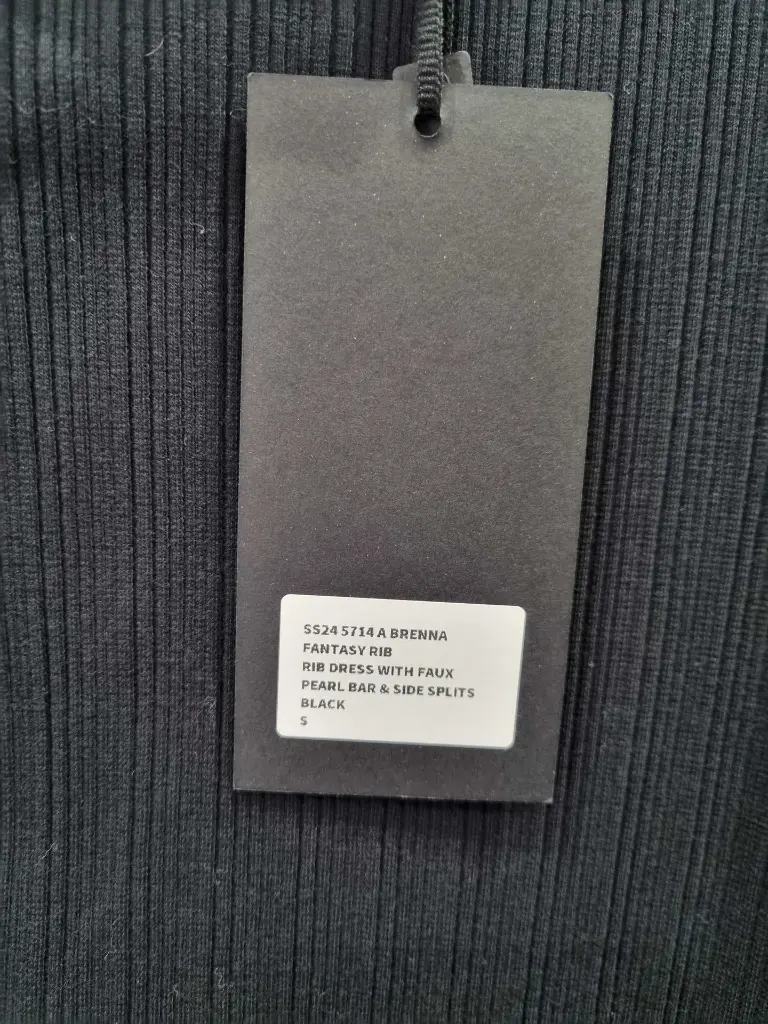 SS24 5714 A BRENNA
FANTASY RIB
RIB DRESS WITH FAUX
PEARL BAR & SIDE SPLITS
BLACK
S